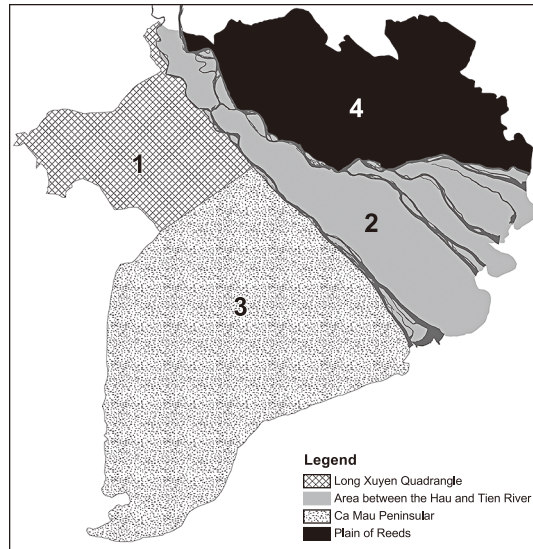 4
1
2
3
Legend
Long Xuyen Quadrangle
Area between the Hau and Tien River
Ca Mau Peninsular
Plain of Reeds